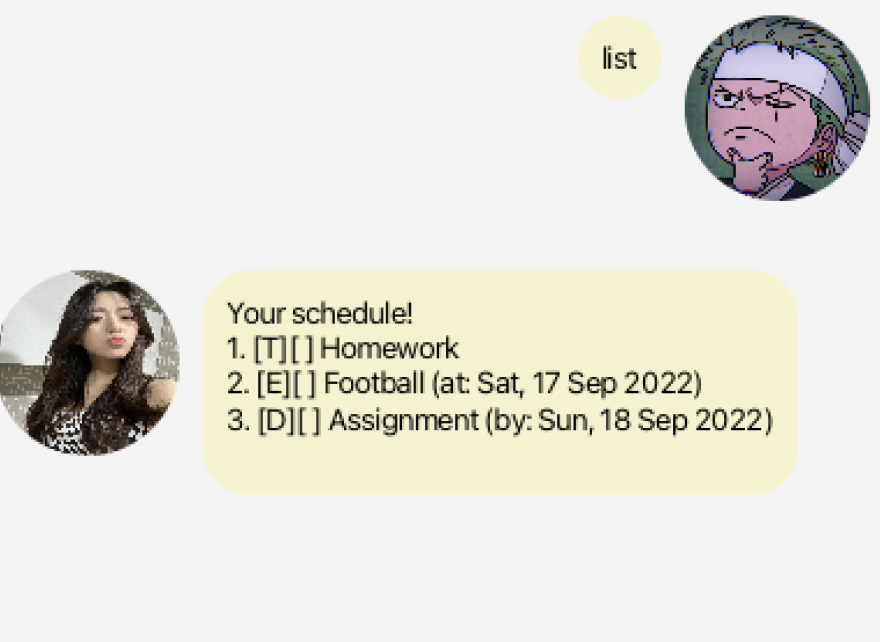 list
Your schedule!
1. [T][ ] Homework
2. [E][ ] Football (at: Sat, 17 Sep 2022)
3. [D][ ] Assignment (by: Sun, 18 Sep 2022)